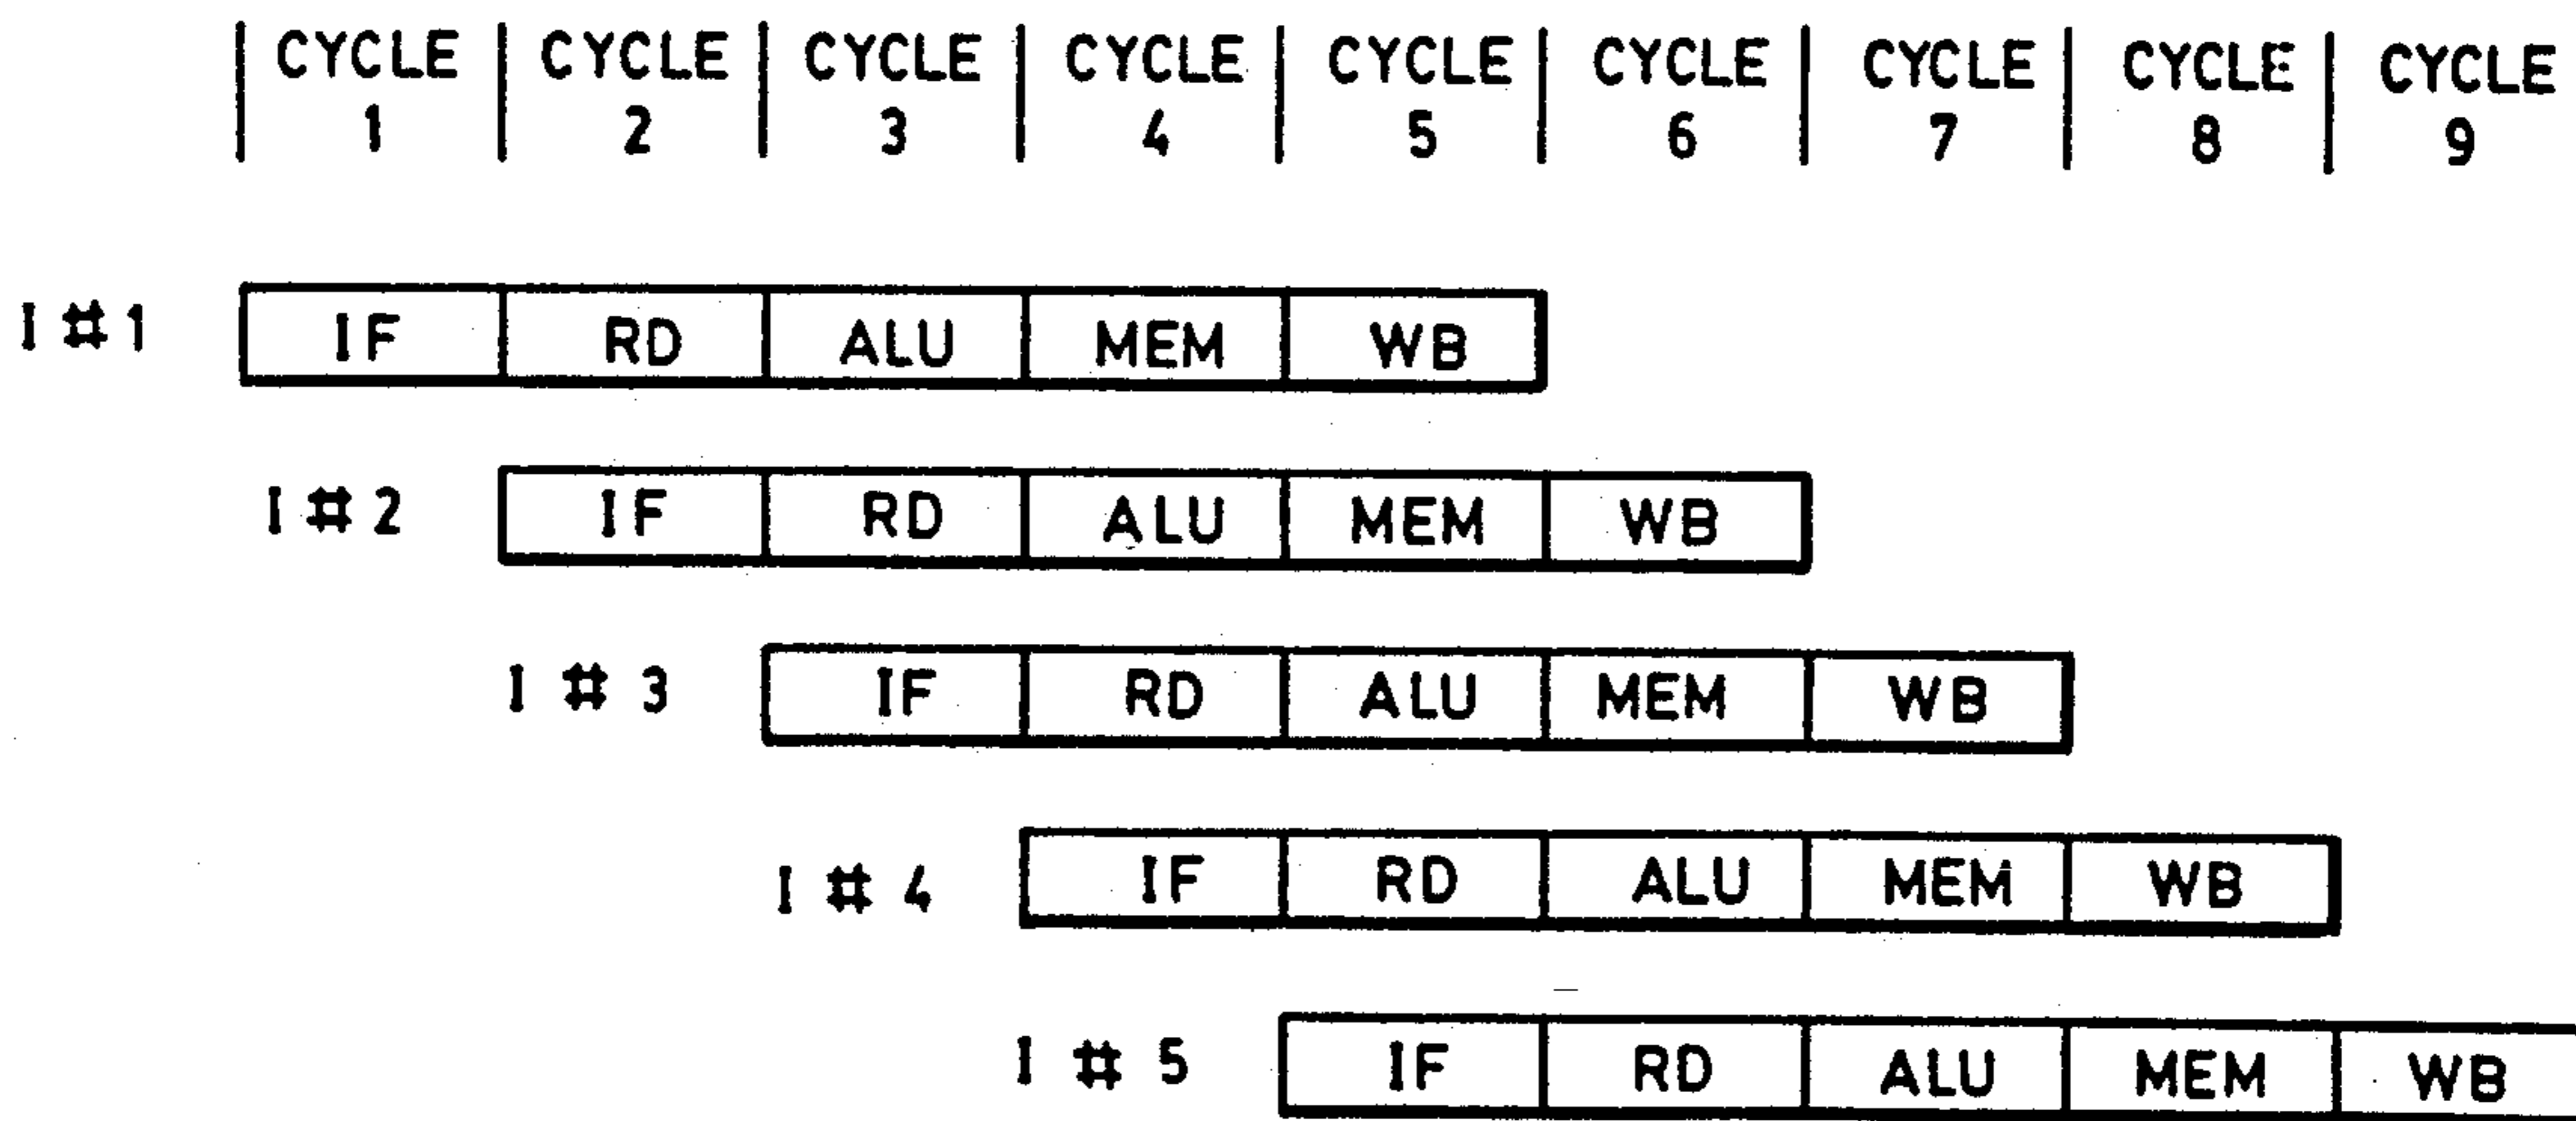 CYCLE CYCLE CYCLE CYCLE CYCLE CYCLE CYCLE CYCLE CYCLE
1 2 3 4 5 6 7 8 9
I #1 IF RD ALU MEM WB
I #2 IF RD ALU MEM WB
I # 3 IF RD ALU MEM WB
I # 4 IF RD ALU MEM WB
I # 5 IF RD ALU MEM WB